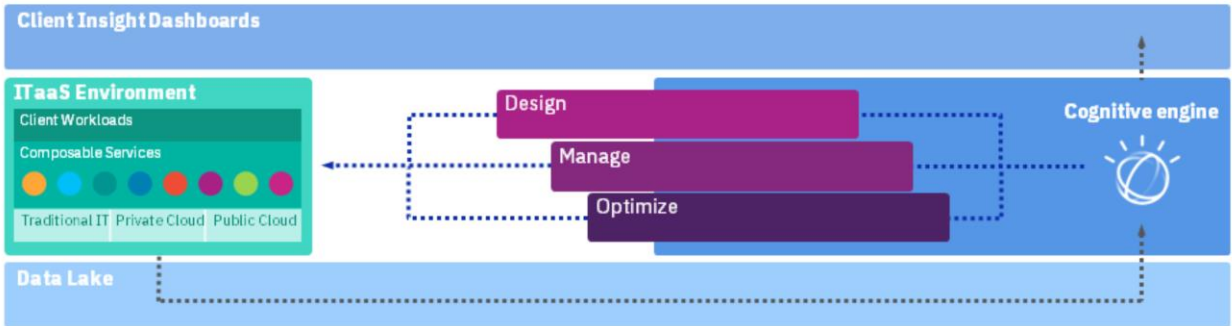 Client Insight Dashboards
ITaaS Environment
Client Workloads
Composable Services
Traditional IT
Private Cloud
Public Cloud
Design
Manage
Optimize
Cognitive engine
Data Lake